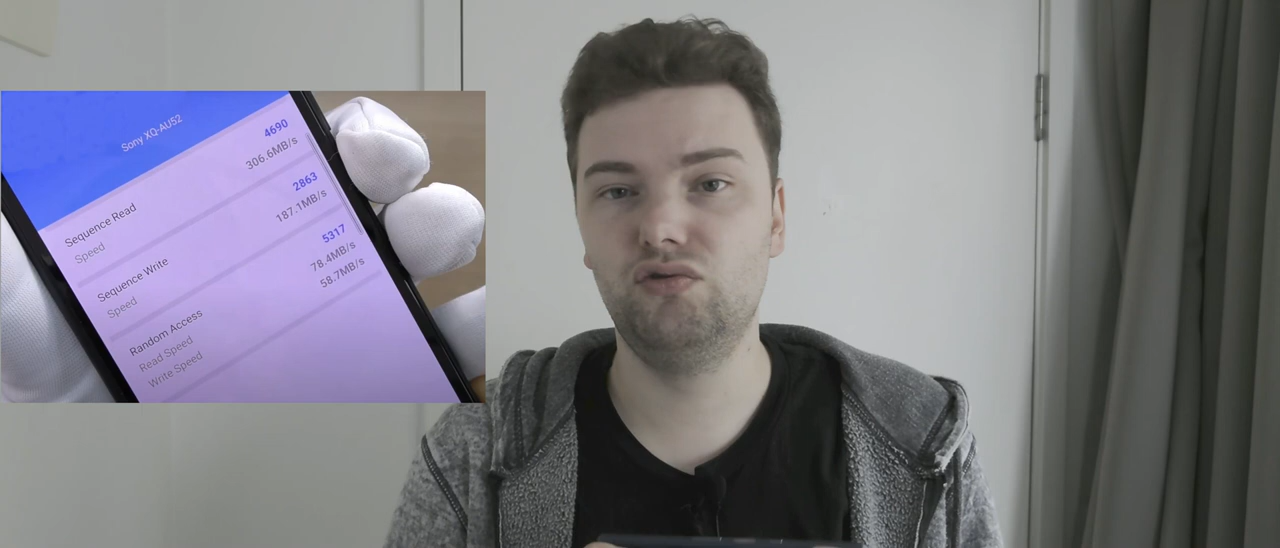 Sony XQ-AU52
Sequence Read 4690
Speed 306.6MB/s
Sequence Write 2863
Speed 187.1MB/s
Random Access 5317
Read Speed 78.4MB/s
Write Speed 58.7MB/s